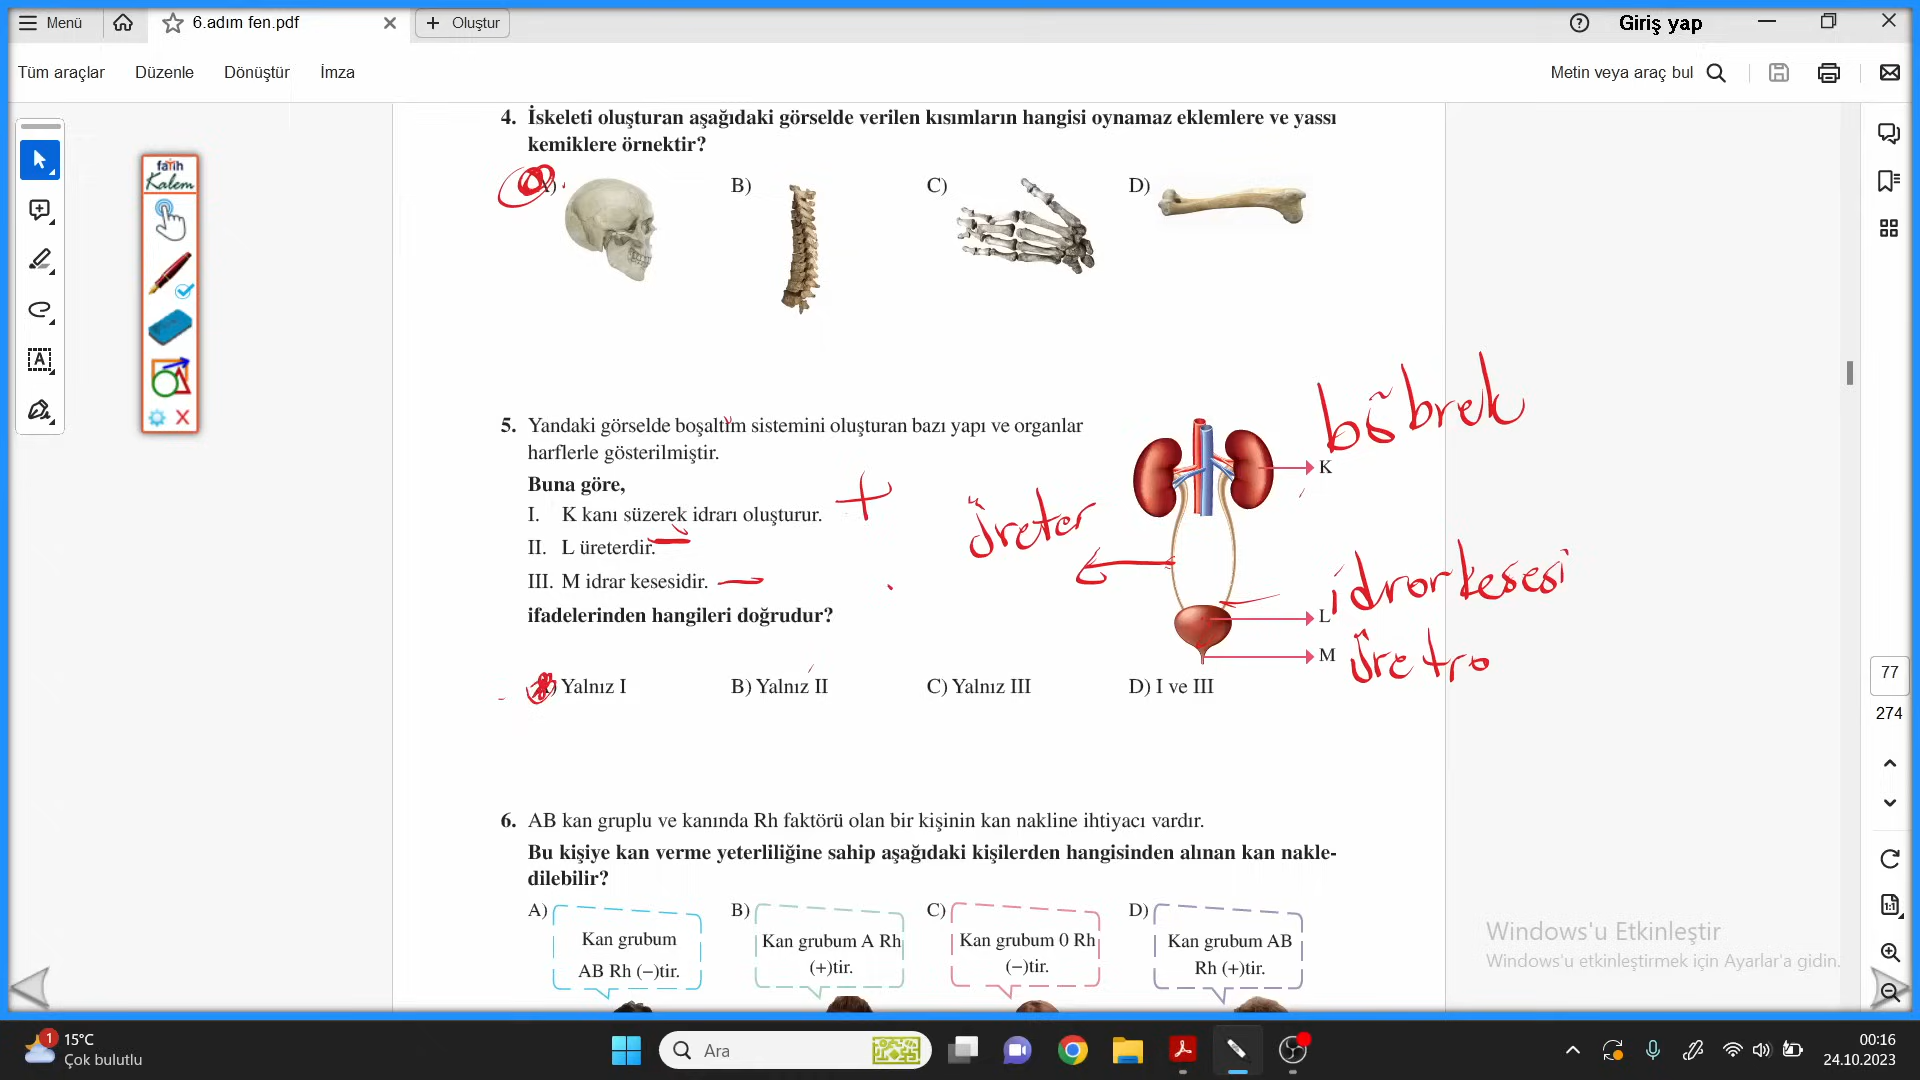 Menü
6.adım fen.pdf
Oluştur
Giriş yap
Tüm araçlar Düzenle Dönüştür İmza
Metin veya araç bul
fatih
Kalem
4. İskeleti oluşturan aşağıdaki görselde verilen kısımların hangisi oynamaz eklemlere ve yassı
kemiklere örnektir?
A) B) C) D)
böbrek
5. Yandaki görselde boşaltım sistemini oluşturan bazı yapı ve organlar
harflerle gösterilmiştir.
K
Buna göre,
I. K kanı süzerek idrarı oluşturur. +
üreter
II. L üreterdir. —
III. M idrar kesesidir. —
idrar kesesi
ifadelerinden hangileri doğrudur?
L
M üretra
A) Yalnız I B) Yalnız II C) Yalnız III D) I ve III
77
274
6. AB kan gruplu ve kanında Rh faktörü olan bir kişinin kan nakline ihtiyacı vardır.
Bu kişiye kan verme yeterliliğine sahip aşağıdaki kişilerden hangisinden alınan kan nakle-
dilebilir?
A) Kan grubum
AB Rh (−)tir.
B) Kan grubum A Rh
(+)tir.
C) Kan grubum 0 Rh
(−)tir.
D) Kan grubum AB
Rh (+)tir.
1:1
Windows'u Etkinleştir
Windows'u etkinleştirmek için Ayarlar'a gidin.
1
15°C
Çok bulutlu
Ara
00:16
24.10.2023